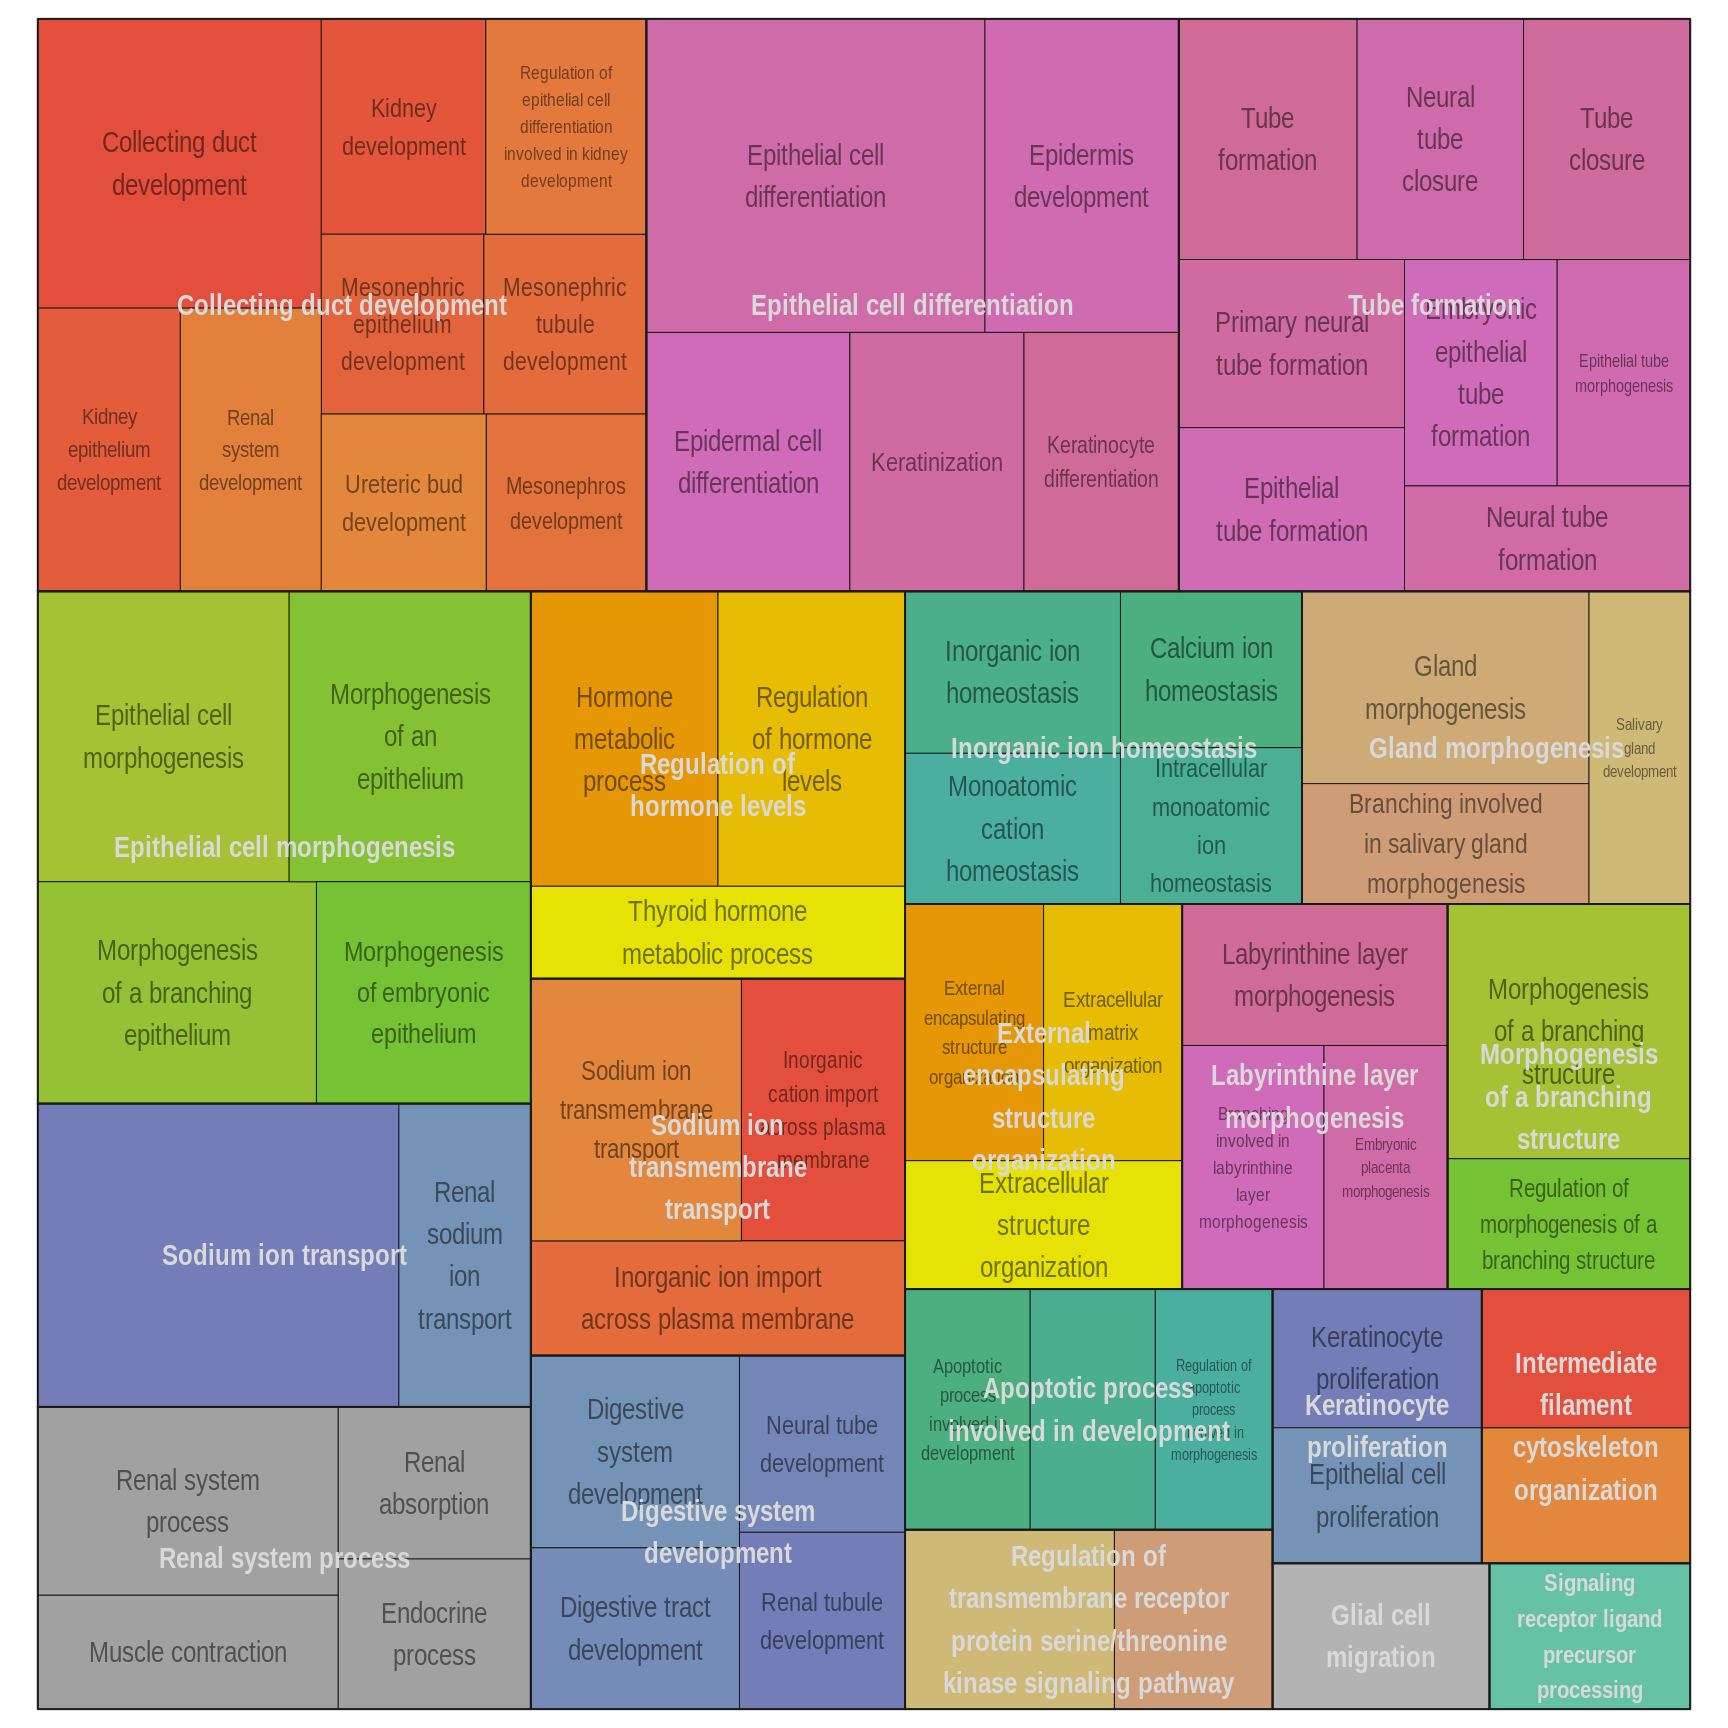 Collecting duct
development
Kidney
development
Regulation of
epithelial cell
differentiation
involved in kidney
development
Mesonephric
epithelium
development
Mesonephric
tubule
development
Collecting duct development
Kidney
epithelium
development
Renal
system
development
Ureteric bud
development
Mesonephros
development
Epithelial cell
differentiation
Epidermis
development
Epithelial cell differentiation
Epidermal cell
differentiation
Keratinization
Keratinocyte
differentiation
Tube
formation
Neural
tube
closure
Tube
closure
Tube formation
Primary neural
tube formation
Embryonic
epithelial
tube
formation
Epithelial tube
morphogenesis
Epithelial
tube formation
Neural tube
formation
Epithelial cell
morphogenesis
Morphogenesis
of an
epithelium
Epithelial cell morphogenesis
Morphogenesis
of a branching
epithelium
Morphogenesis
of embryonic
epithelium
Hormone
metabolic
process
Regulation
of hormone
levels
Regulation of
hormone levels
Thyroid hormone
metabolic process
Inorganic ion
homeostasis
Calcium ion
homeostasis
Inorganic ion homeostasis
Monoatomic
cation
homeostasis
Intracellular
monoatomic
ion
homeostasis
Gland
morphogenesis
Salivary
gland
development
Gland morphogenesis
Branching involved
in salivary gland
morphogenesis
Sodium ion
transmembrane
transport
Inorganic
cation import
across plasma
membrane
Sodium ion
transmembrane
transport
Inorganic ion import
across plasma membrane
External
encapsulating
structure
organization
Extracellular
matrix
organization
External
encapsulating
structure
organization
Extracellular
structure
organization
Labyrinthine layer
morphogenesis
Labyrinthine layer
morphogenesis
Branching
involved in
labyrinthine
layer
morphogenesis
Embryonic
placenta
morphogenesis
Morphogenesis
of a branching
structure
Morphogenesis
of a branching
structure
Regulation of
morphogenesis of a
branching structure
Sodium ion transport
Renal
sodium
ion
transport
Renal system
process
Renal
absorption
Renal system process
Muscle contraction
Endocrine
process
Digestive
system
development
Neural tube
development
Digestive system
development
Digestive tract
development
Renal tubule
development
Apoptotic
process
involved in
development
Regulation of
apoptotic
process
involved in
morphogenesis
Apoptotic process
involved in development
Keratinocyte
proliferation
Keratinocyte
proliferation
Epithelial cell
proliferation
Intermediate
filament
cytoskeleton
organization
Regulation of
transmembrane receptor
protein serine/threonine
kinase signaling pathway
Glial cell
migration
Signaling
receptor ligand
precursor
processing